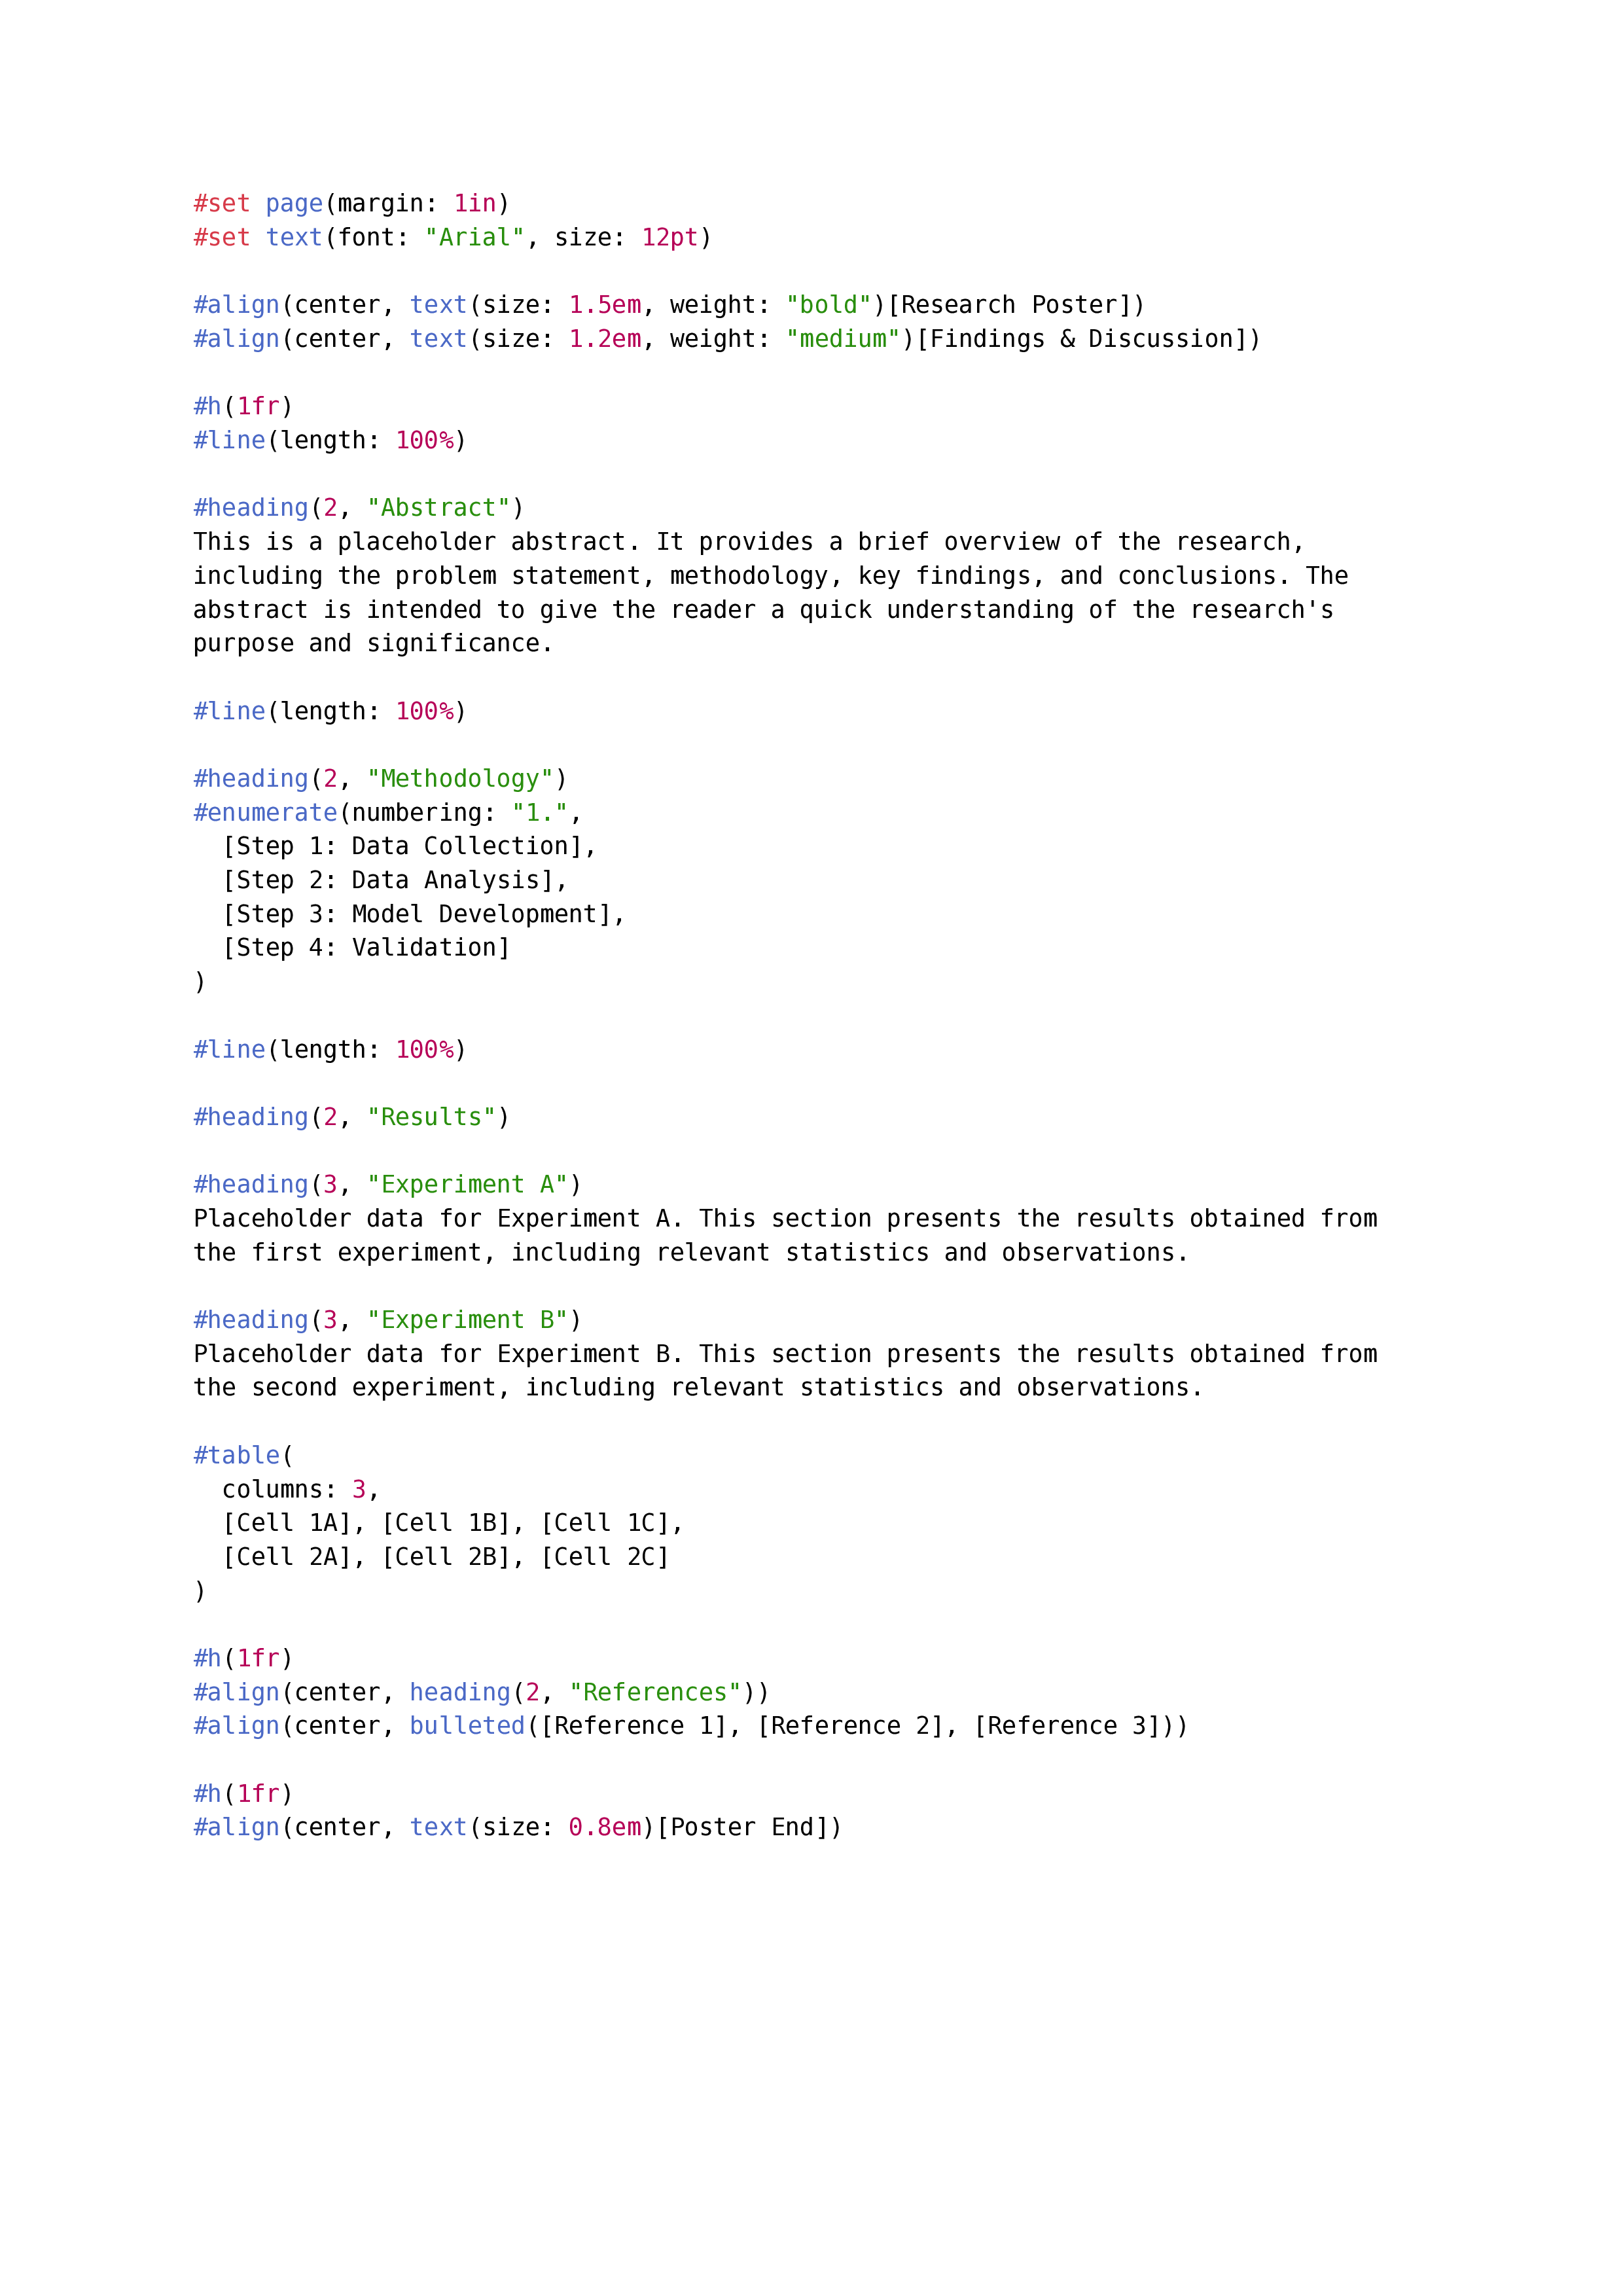 #set page(margin: 1in)
#set text(font: "Arial", size: 12pt)

#align(center, text(size: 1.5em, weight: "bold")[Research Poster])
#align(center, text(size: 1.2em, weight: "medium")[Findings & Discussion])

#h(1fr)
#line(length: 100%)

#heading(2, "Abstract")
This is a placeholder abstract. It provides a brief overview of the research,
including the problem statement, methodology, key findings, and conclusions. The
abstract is intended to give the reader a quick understanding of the research's
purpose and significance.

#line(length: 100%)

#heading(2, "Methodology")
#enumerate(numbering: "1.",
  [Step 1: Data Collection],
  [Step 2: Data Analysis],
  [Step 3: Model Development],
  [Step 4: Validation]
)

#line(length: 100%)

#heading(2, "Results")

#heading(3, "Experiment A")
Placeholder data for Experiment A. This section presents the results obtained from
the first experiment, including relevant statistics and observations.

#heading(3, "Experiment B")
Placeholder data for Experiment B. This section presents the results obtained from
the second experiment, including relevant statistics and observations.

#table(
  columns: 3,
  [Cell 1A], [Cell 1B], [Cell 1C],
  [Cell 2A], [Cell 2B], [Cell 2C]
)

#h(1fr)
#align(center, heading(2, "References"))
#align(center, bulleted([Reference 1], [Reference 2], [Reference 3]))

#h(1fr)
#align(center, text(size: 0.8em)[Poster End])